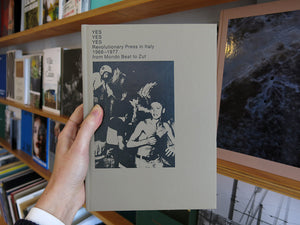 YES
YES
YES
Revolutionary Press in Italy
1966–1977
from Mondo Beat to Zut